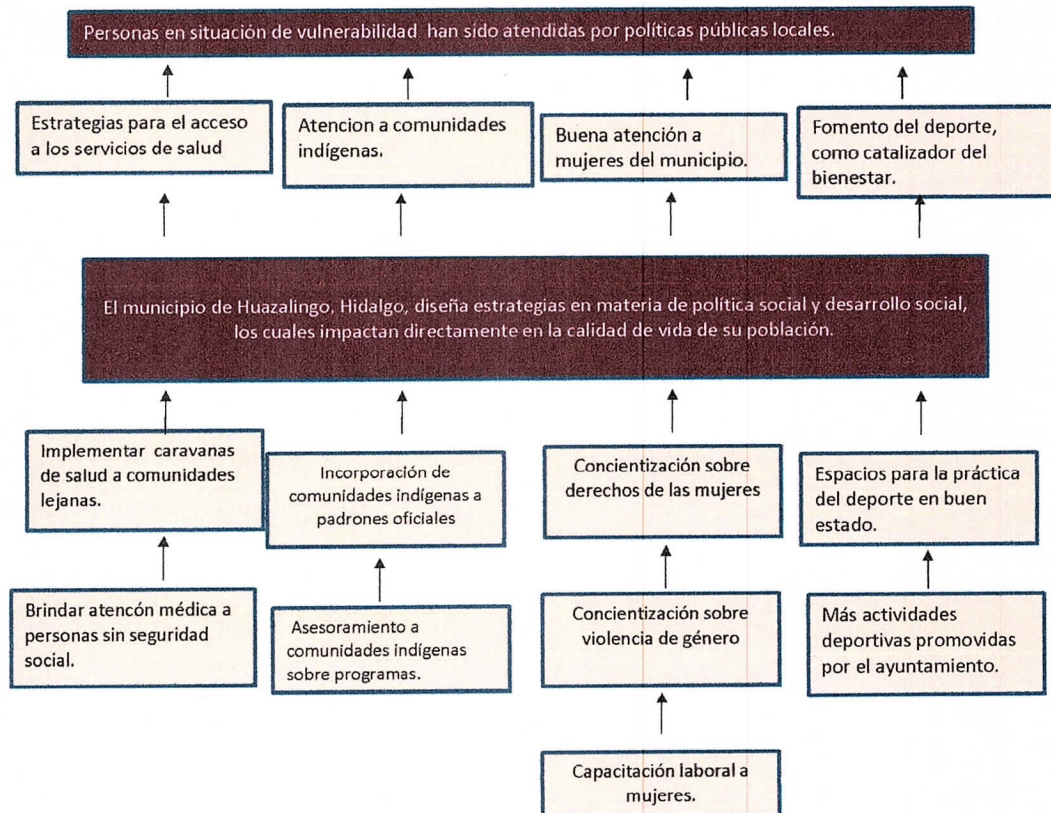 Personas en situación de vulnerabilidad han sido atendidas por políticas públicas locales.
Estrategias para el acceso
a los servicios de salud
Atencion a comunidades
indígenas.
Buena atención a
mujeres del municipio.
Fomento del deporte,
como catalizador del
bienestar.
El municipio de Huazalingo, Hidalgo, diseña estrategias en materia de política social y desarrollo social,
los cuales impactan directamente en la calidad de vida de su población.
Implementar caravanas
de salud a comunidades
lejanas.
Incorporación de
comunidades indígenas a
padrones oficiales
Concientización sobre
derechos de las mujeres
Espacios para la práctica
del deporte en buen
estado.
Brindar atencón médica a
personas sin seguridad
social.
Asesoramiento a
comunidades indígenas
sobre programas.
Concientización sobre
violencia de género
Más actividades
deportivas promovidas
por el ayuntamiento.
Capacitación laboral a
mujeres.